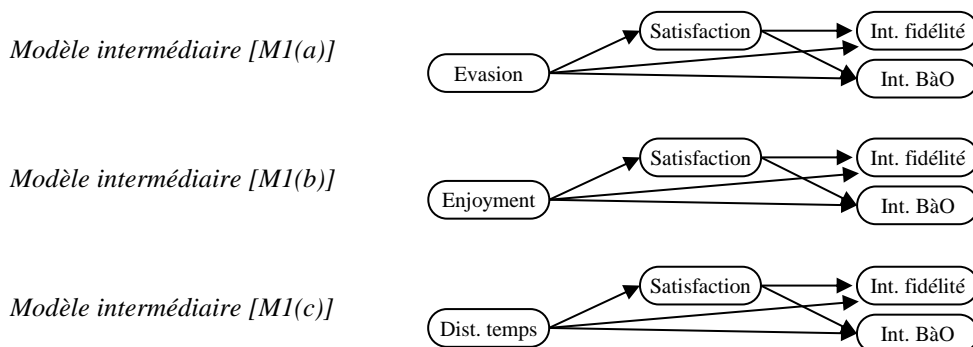 Modèle intermédiaire [M1(a)]
Satisfaction
Int. fidélité
Evasion
Int. BàO
Modèle intermédiaire [M1(b)]
Satisfaction
Int. fidélité
Enjoyment
Int. BàO
Modèle intermédiaire [M1(c)]
Satisfaction
Int. fidélité
Dist. temps
Int. BàO